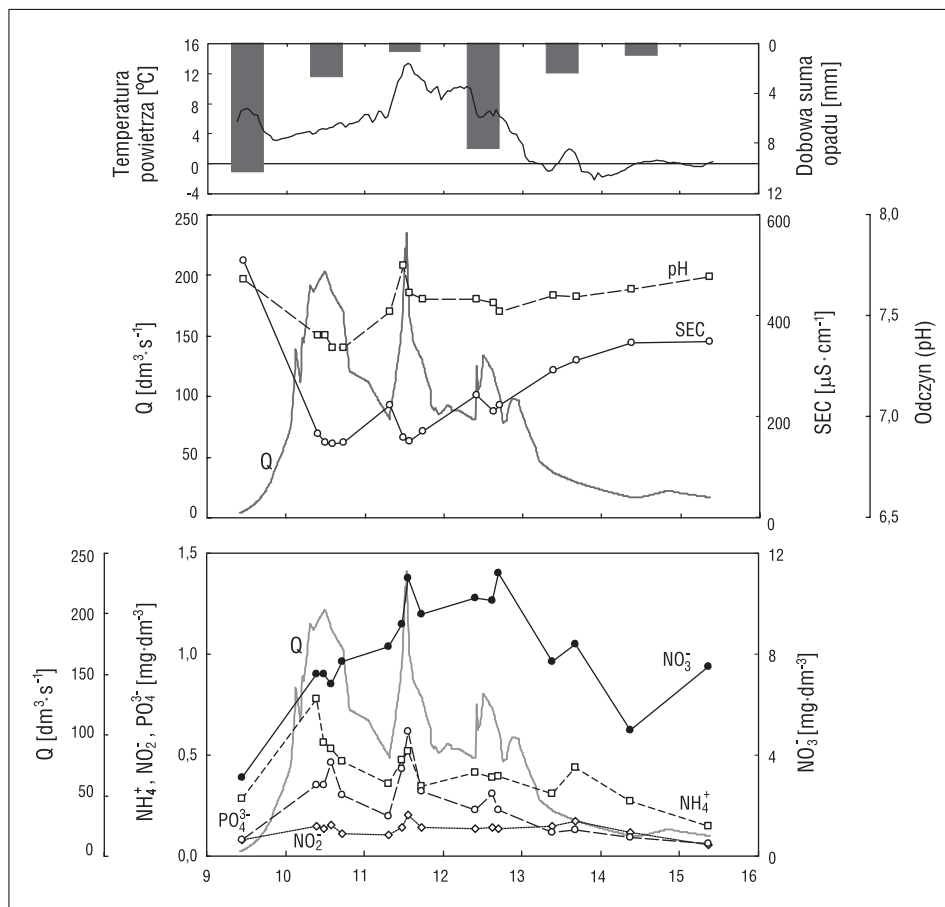 Temperatura
powietrza [°C]
16
12
8
4
0
-4
0
4
8
12
Dobowa suma
opadu [mm]
Q [dm³·s⁻¹]
250
200
150
100
50
0
pH
SEC
Q
600
400
200
0
SEC [µS·cm⁻¹]
8,0
7,5
7,0
6,5
Odczyn (pH)
Q [dm³·s⁻¹]
250
200
150
100
50
0
NH₄⁺, NO₂⁻, PO₄³⁻ [mg·dm⁻³]
1,5
1,0
0,5
0,0
Q
NO₃⁻
NH₄⁺
PO₄³⁻
NO₂⁻
12
8
4
0
NO₃⁻ [mg·dm⁻³]
9 10 11 12 13 14 15 16